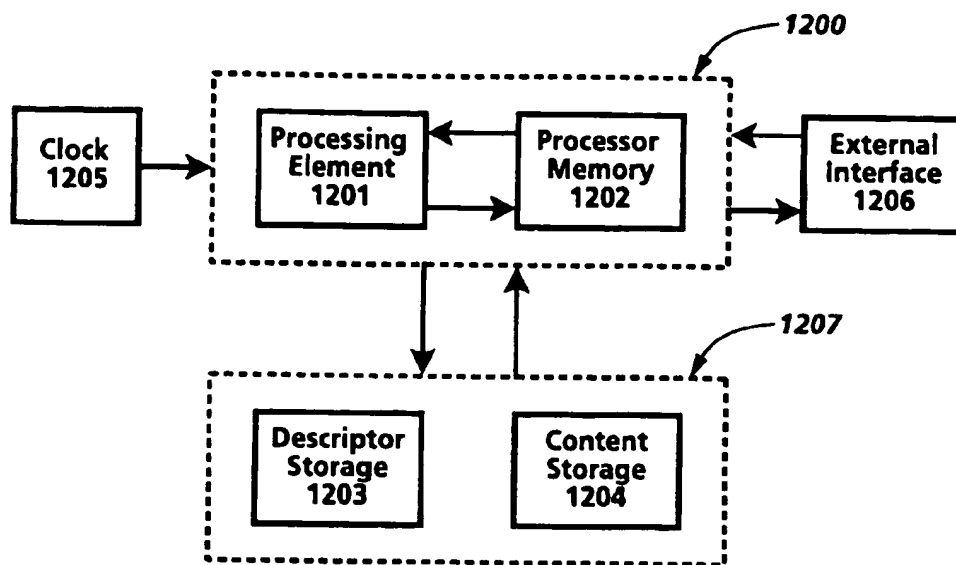 1200
Clock
1205
Processing
Element
1201
Processor
Memory
1202
External
Interface
1206
1207
Descriptor
Storage
1203
Content
Storage
1204